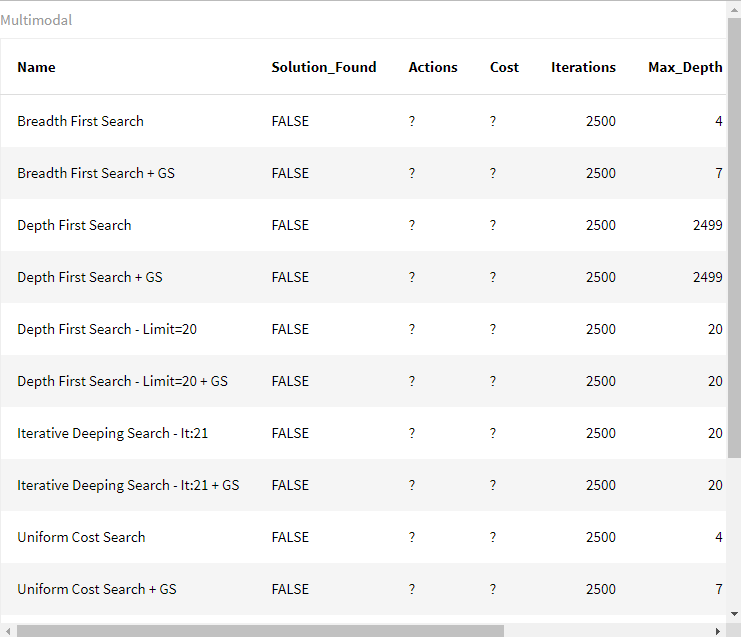 Multimodal
Name Solution_Found Actions Cost Iterations Max_Depth
Breadth First Search FALSE ? ? 2500 4
Breadth First Search + GS FALSE ? ? 2500 7
Depth First Search FALSE ? ? 2500 2499
Depth First Search + GS FALSE ? ? 2500 2499
Depth First Search - Limit=20 FALSE ? ? 2500 20
Depth First Search - Limit=20 + GS FALSE ? ? 2500 20
Iterative Deeping Search - It:21 FALSE ? ? 2500 20
Iterative Deeping Search - It:21 + GS FALSE ? ? 2500 20
Uniform Cost Search FALSE ? ? 2500 4
Uniform Cost Search + GS FALSE ? ? 2500 7